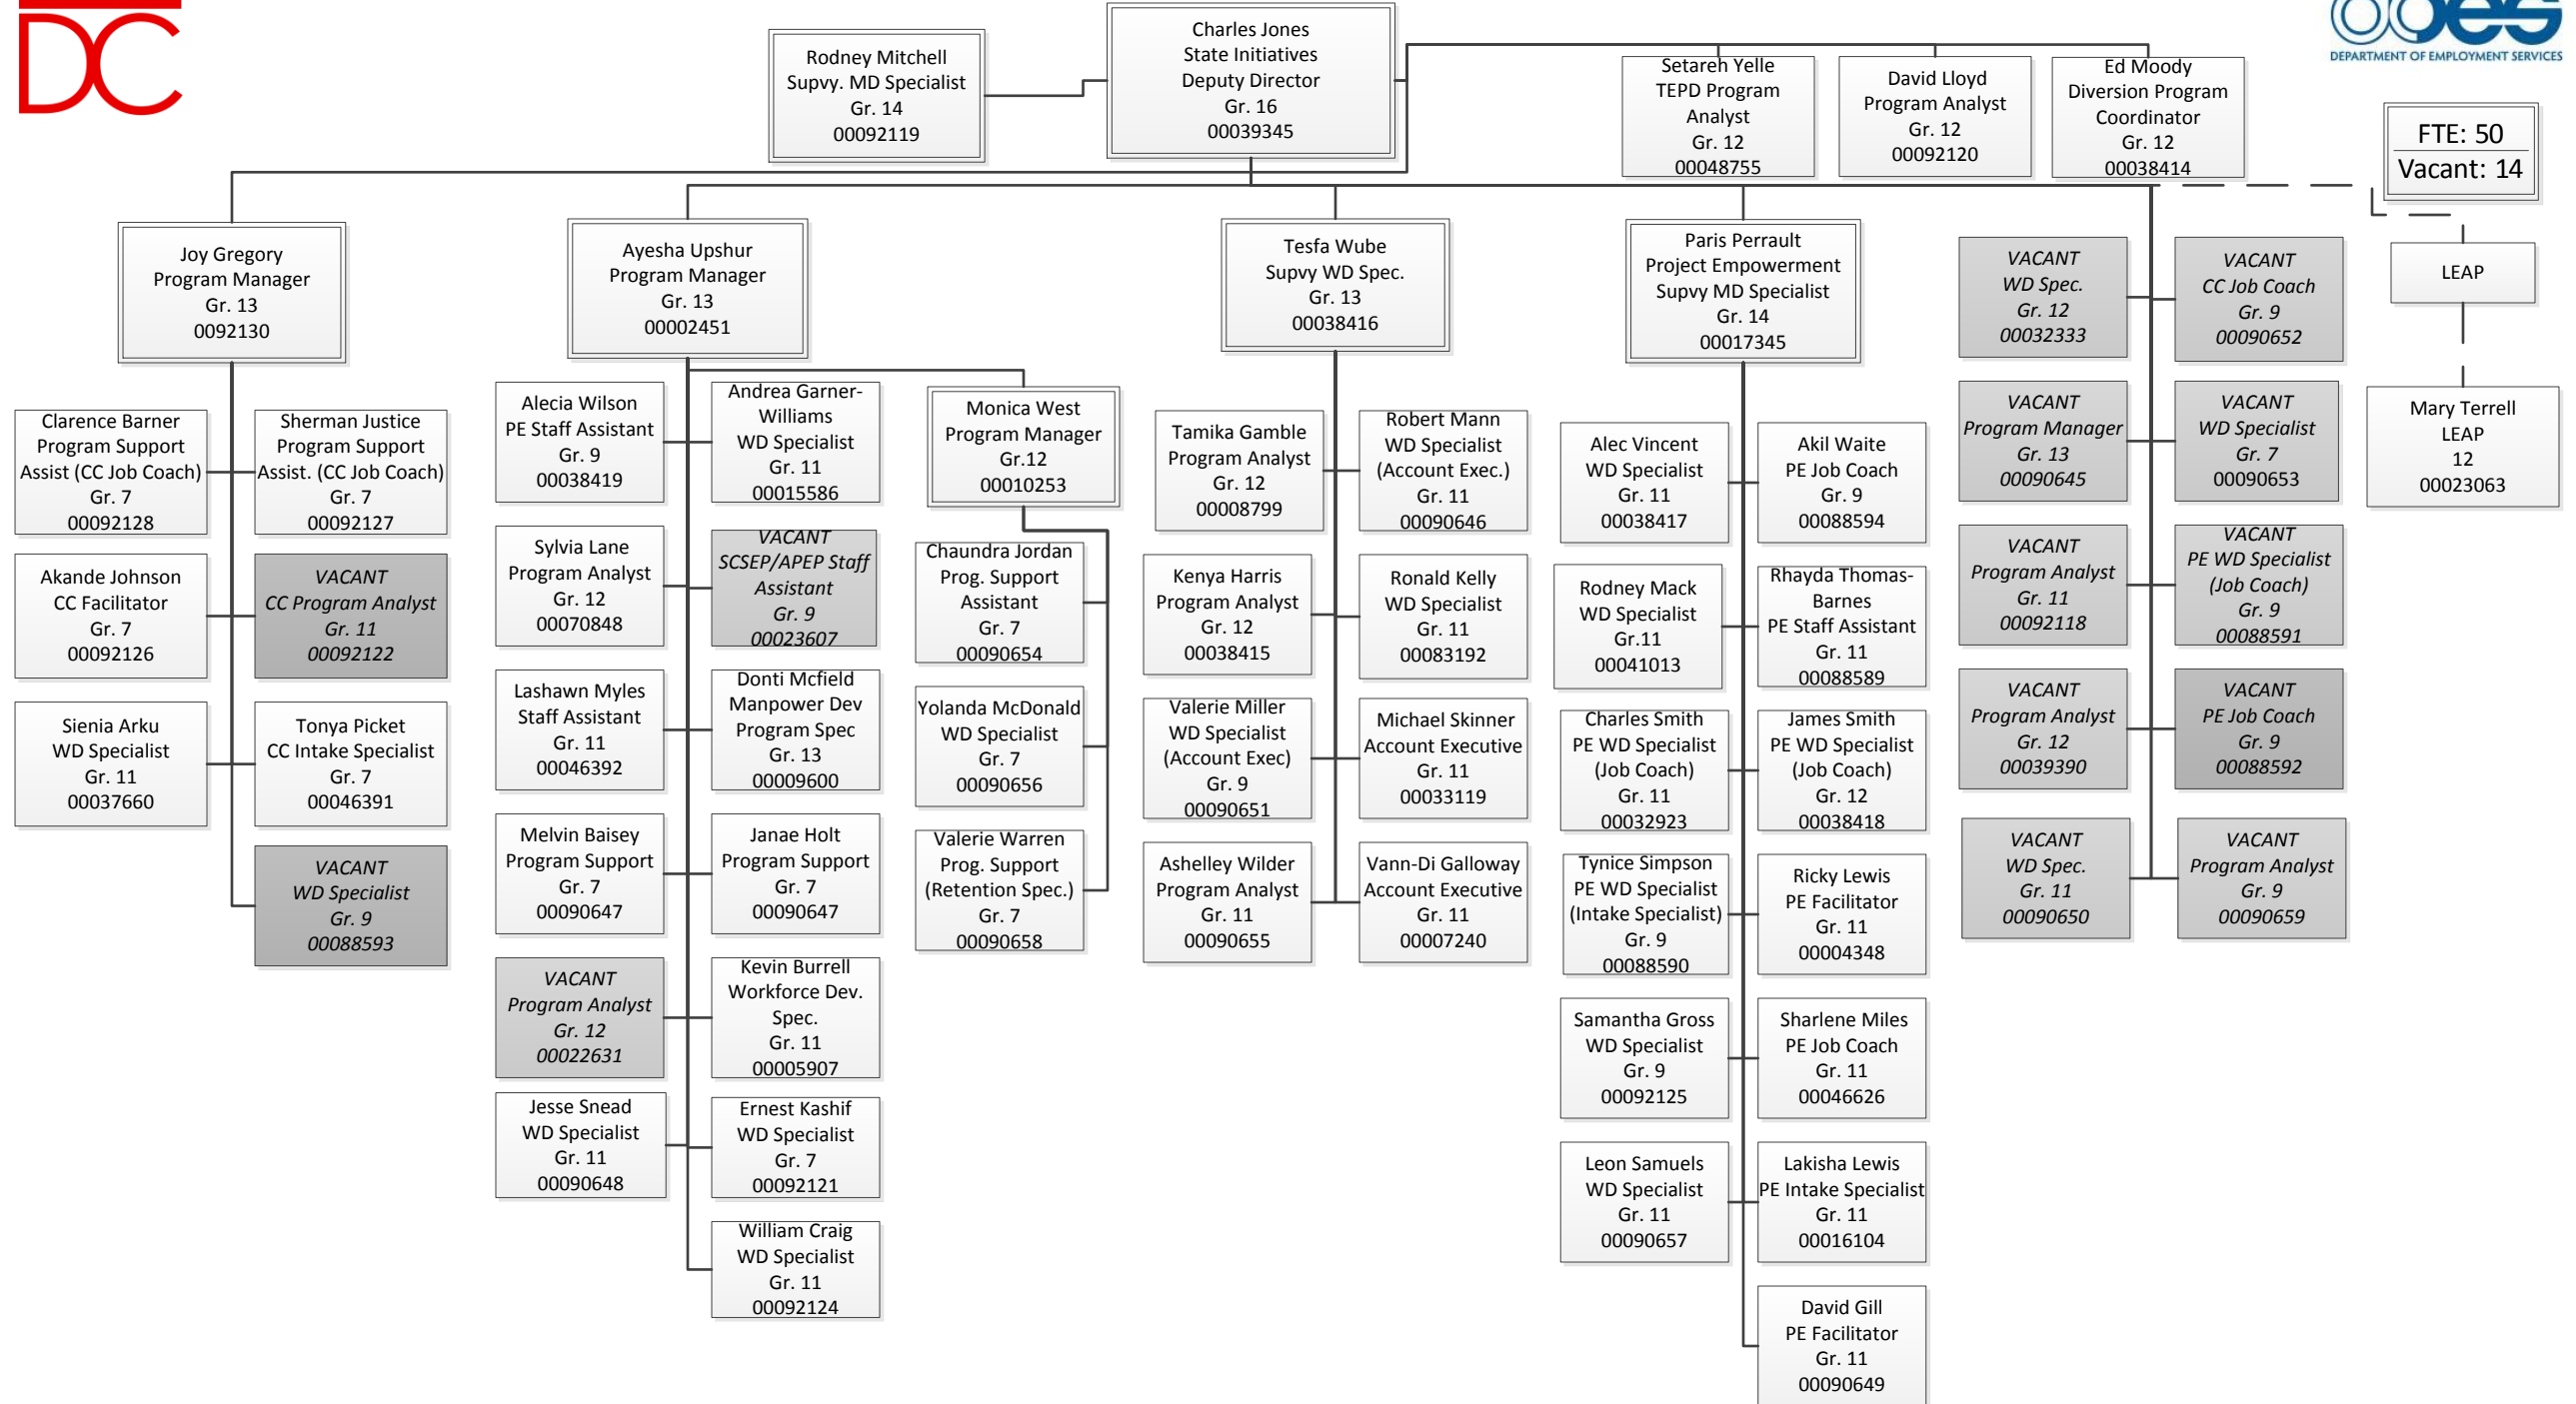 DC
DEPARTMENT OF EMPLOYMENT SERVICES
Charles Jones
State Initiatives
Deputy Director
Gr. 16
00039345
Rodney Mitchell
Supvy. MD Specialist
Gr. 14
00092119
Setareh Yelle
TEPD Program
Analyst
Gr. 12
00048755
David Lloyd
Program Analyst
Gr. 12
00092120
Ed Moody
Diversion Program
Coordinator
Gr. 12
00038414
FTE: 50
Vacant: 14
Joy Gregory
Program Manager
Gr. 13
0092130
Clarence Barner
Program Support
Assist (CC Job Coach)
Gr. 7
00092128
Sherman Justice
Program Support
Assist. (CC Job Coach)
Gr. 7
00092127
Akande Johnson
CC Facilitator
Gr. 7
00092126
VACANT
CC Program Analyst
Gr. 11
00092122
Sienia Arku
WD Specialist
Gr. 11
00037660
Tonya Picket
CC Intake Specialist
Gr. 7
00046391
VACANT
WD Specialist
Gr. 9
00088593
Ayesha Upshur
Program Manager
Gr. 13
00002451
Alecia Wilson
PE Staff Assistant
Gr. 9
00038419
Andrea Garner-
Williams
WD Specialist
Gr. 11
00015586
Sylvia Lane
Program Analyst
Gr. 12
00070848
VACANT
SCSEP/APEP Staff
Assistant
Gr. 9
00023607
Lashawn Myles
Staff Assistant
Gr. 11
00046392
Donti Mcfield
Manpower Dev
Program Spec
Gr. 13
00009600
Melvin Baisey
Program Support
Gr. 7
00090647
Janae Holt
Program Support
Gr. 7
00090647
VACANT
Program Analyst
Gr. 12
00022631
Kevin Burrell
Workforce Dev.
Spec.
Gr. 11
00005907
Jesse Snead
WD Specialist
Gr. 11
00090648
Ernest Kashif
WD Specialist
Gr. 7
00092121
William Craig
WD Specialist
Gr. 11
00092124
Monica West
Program Manager
Gr.12
00010253
Chaundra Jordan
Prog. Support
Assistant
Gr. 7
00090654
Yolanda McDonald
WD Specialist
Gr. 7
00090656
Valerie Warren
Prog. Support
(Retention Spec.)
Gr. 7
00090658
Tesfa Wube
Supvy WD Spec.
Gr. 13
00038416
Tamika Gamble
Program Analyst
Gr. 12
00008799
Robert Mann
WD Specialist
(Account Exec.)
Gr. 11
00090646
Kenya Harris
Program Analyst
Gr. 12
00038415
Ronald Kelly
WD Specialist
Gr. 11
00083192
Valerie Miller
WD Specialist
(Account Exec)
Gr. 9
00090651
Michael Skinner
Account Executive
Gr. 11
00033119
Ashelley Wilder
Program Analyst
Gr. 11
00090655
Vann-Di Galloway
Account Executive
Gr. 11
00007240
Paris Perrault
Project Empowerment
Supvy MD Specialist
Gr. 14
00017345
Alec Vincent
WD Specialist
Gr. 11
00038417
Akil Waite
PE Job Coach
Gr. 9
00088594
Rodney Mack
WD Specialist
Gr.11
00041013
Rhayda Thomas-
Barnes
PE Staff Assistant
Gr. 11
00088589
Charles Smith
PE WD Specialist
(Job Coach)
Gr. 11
00032923
James Smith
PE WD Specialist
(Job Coach)
Gr. 12
00038418
Tynice Simpson
PE WD Specialist
(Intake Specialist)
Gr. 9
00088590
Ricky Lewis
PE Facilitator
Gr. 11
00004348
Samantha Gross
WD Specialist
Gr. 9
00092125
Sharlene Miles
PE Job Coach
Gr. 11
00046626
Leon Samuels
WD Specialist
Gr. 11
00090657
Lakisha Lewis
PE Intake Specialist
Gr. 11
00016104
David Gill
PE Facilitator
Gr. 11
00090649
VACANT
WD Spec.
Gr. 12
00032333
VACANT
CC Job Coach
Gr. 9
00090652
VACANT
Program Manager
Gr. 13
00090645
VACANT
WD Specialist
Gr. 7
00090653
VACANT
Program Analyst
Gr. 11
00092118
VACANT
PE WD Specialist
(Job Coach)
Gr. 9
00088591
VACANT
Program Analyst
Gr. 12
00039390
VACANT
PE Job Coach
Gr. 9
00088592
VACANT
WD Spec.
Gr. 11
00090650
VACANT
Program Analyst
Gr. 9
00090659
LEAP
Mary Terrell
LEAP
12
00023063